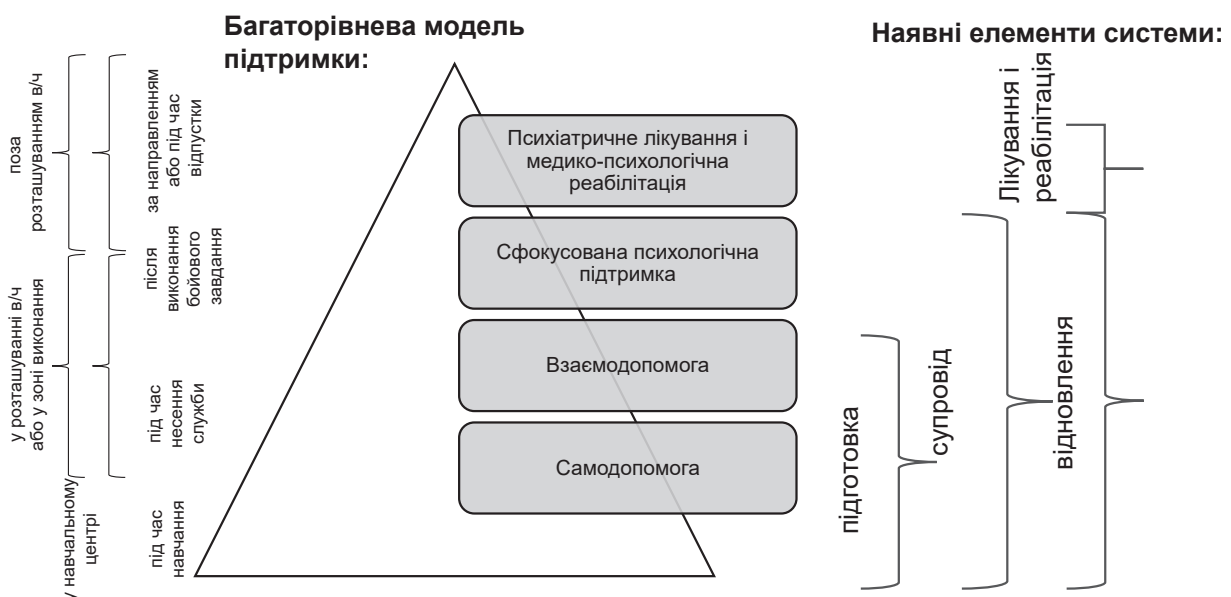 Багаторівнева модель
підтримки:
Наявні елементи системи:
поза
розташуванням в/ч
за направленням
або під час
відпустки
Психіатричне лікування і
медико-психологічна
реабілітація
Лікування і
реабілітація
у розташуванні в/ч
або у зоні виконання
після
виконання
бойового
завдання
Сфокусована психологічна
підтримка
під час
несення
служби
Взаємодопомога
Самодопомога
підготовка
супровід
відновлення
у навчальному
центрі
під час
навчання